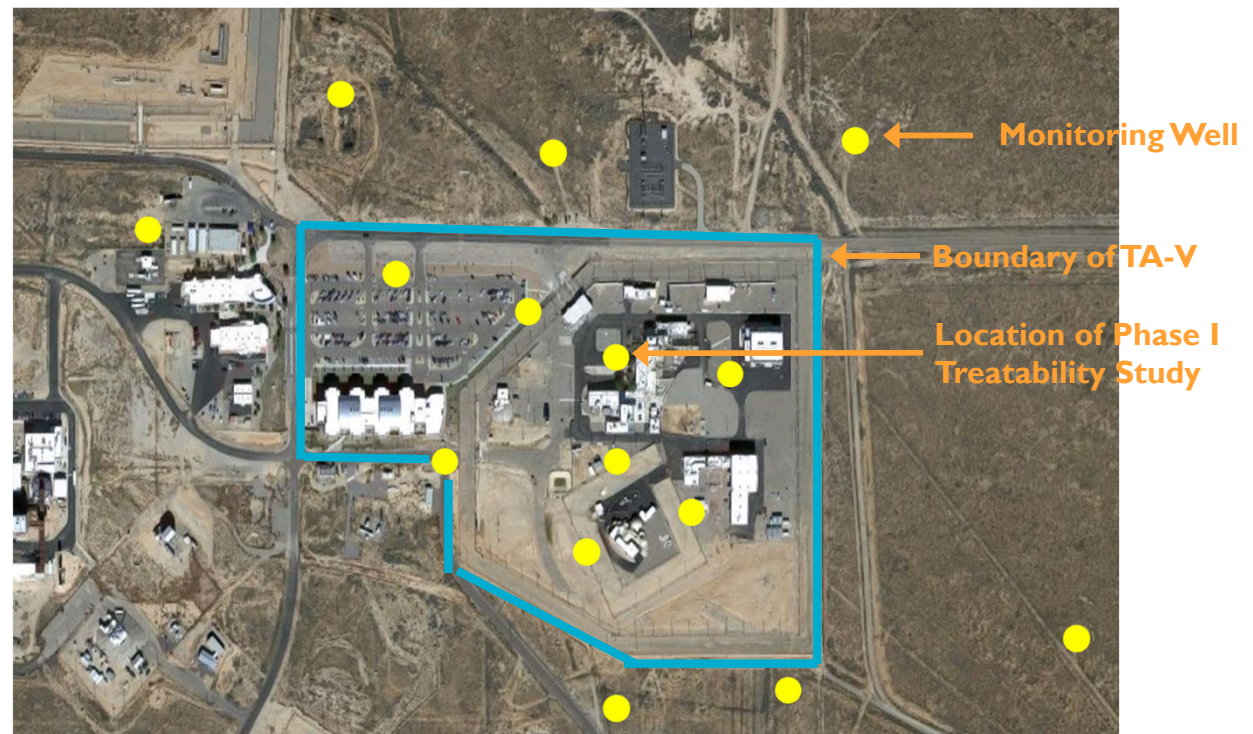 Monitoring Well
Boundary of TA-V
Location of Phase I
Treatability Study